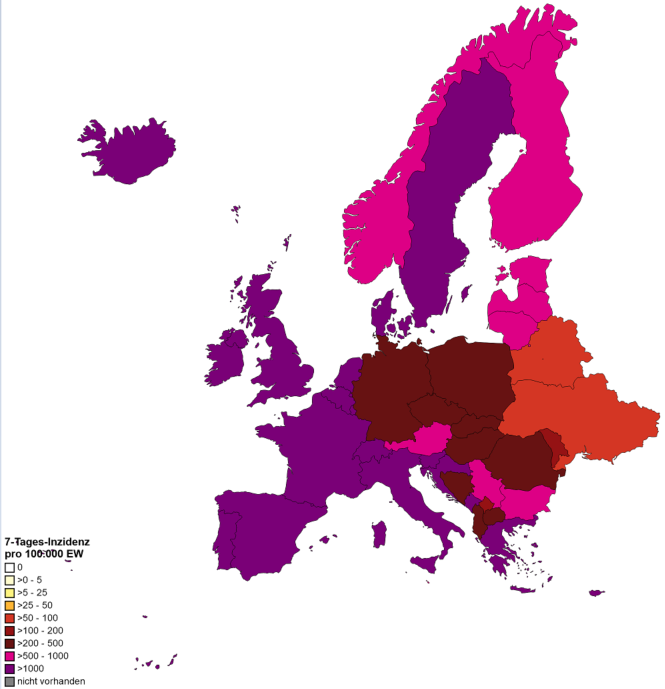 7-Tages-Inzidenz
pro 100:000 EW
0
>0 - 5
>5 - 25
>25 - 50
>50 - 100
>100 - 200
>200 - 500
>500 - 1000
>1000
nicht vorhanden